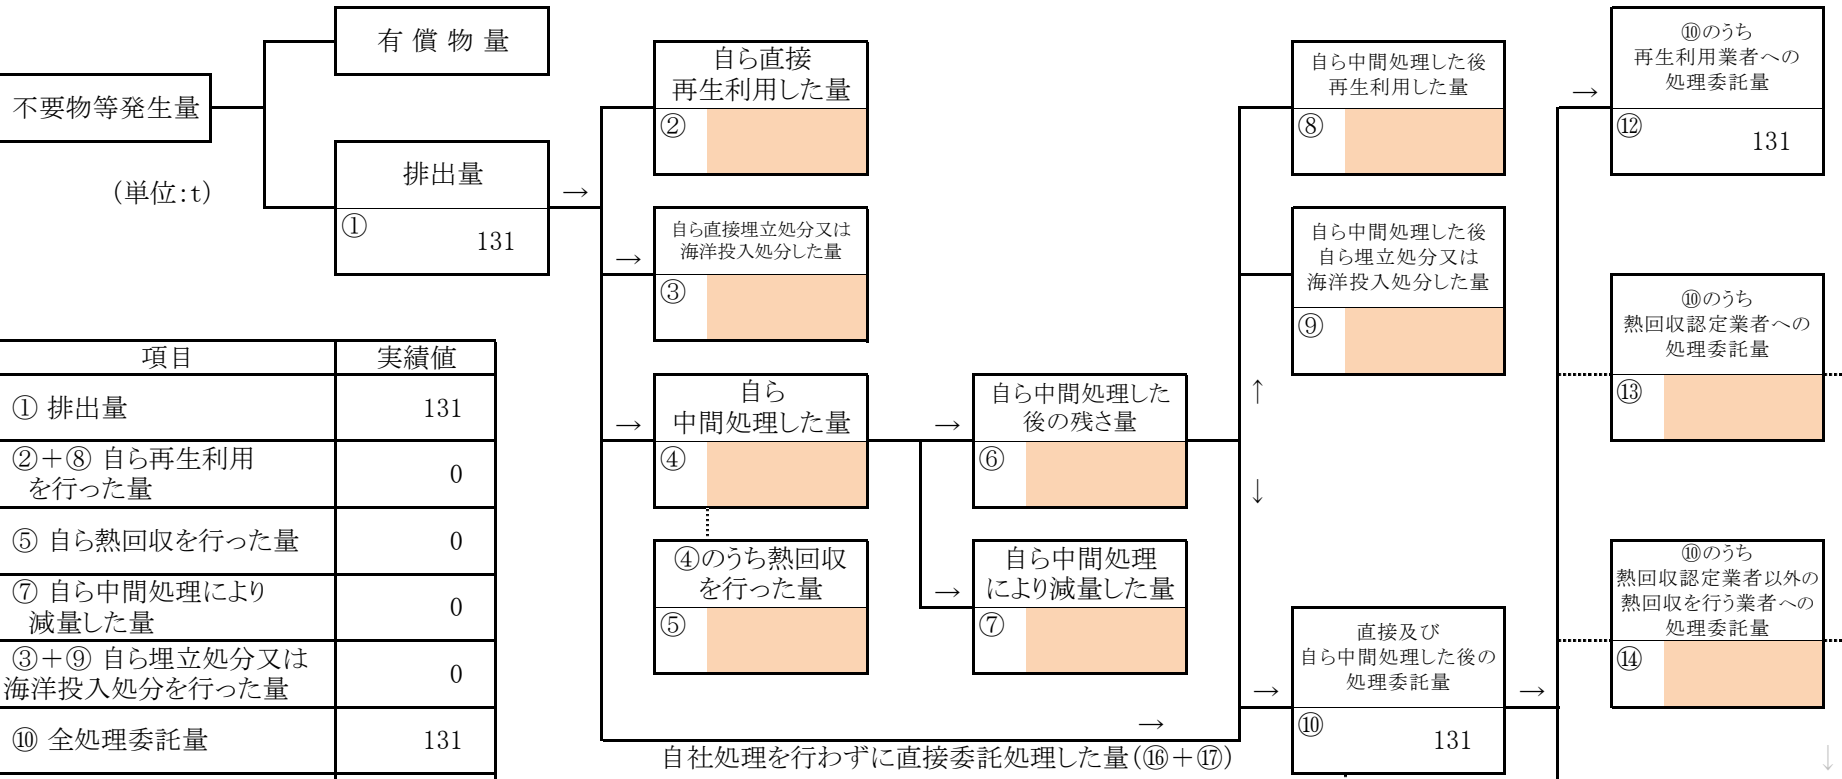 有 償 物 量
不要物等発生量
(単位:t)
排出量
①
131
→
自ら直接
再生利用した量
②
→
自ら直接埋立処分又は
海洋投入処分した量
③
→
自ら
中間処理した量
④
④のうち熱回収
を行った量
⑤
→
自ら中間処理した
後の残さ量
⑥
→
自ら中間処理
により減量した量
⑦
→
自社処理を行わずに直接委託処理した量(⑯+⑰)
↑
↓
自ら中間処理した後
再生利用した量
⑧
自ら中間処理した後
自ら埋立処分又は
海洋投入処分した量
⑨
→
直接及び
自ら中間処理した後の
処理委託量
⑩
131
→
→
⑩のうち
再生利用業者への
処理委託量
⑫
131
⑩のうち
熱回収認定業者への
処理委託量
⑬
⑩のうち
熱回収認定業者以外の
熱回収を行う業者への
処理委託量
⑭
↓
項目 実績値
① 排出量 131
②+⑧ 自ら再生利用
を行った量 0
⑤ 自ら熱回収を行った量 0
⑦ 自ら中間処理により
減量した量 0
③+⑨ 自ら埋立処分又は
海洋投入処分を行った量 0
⑩ 全処理委託量 131